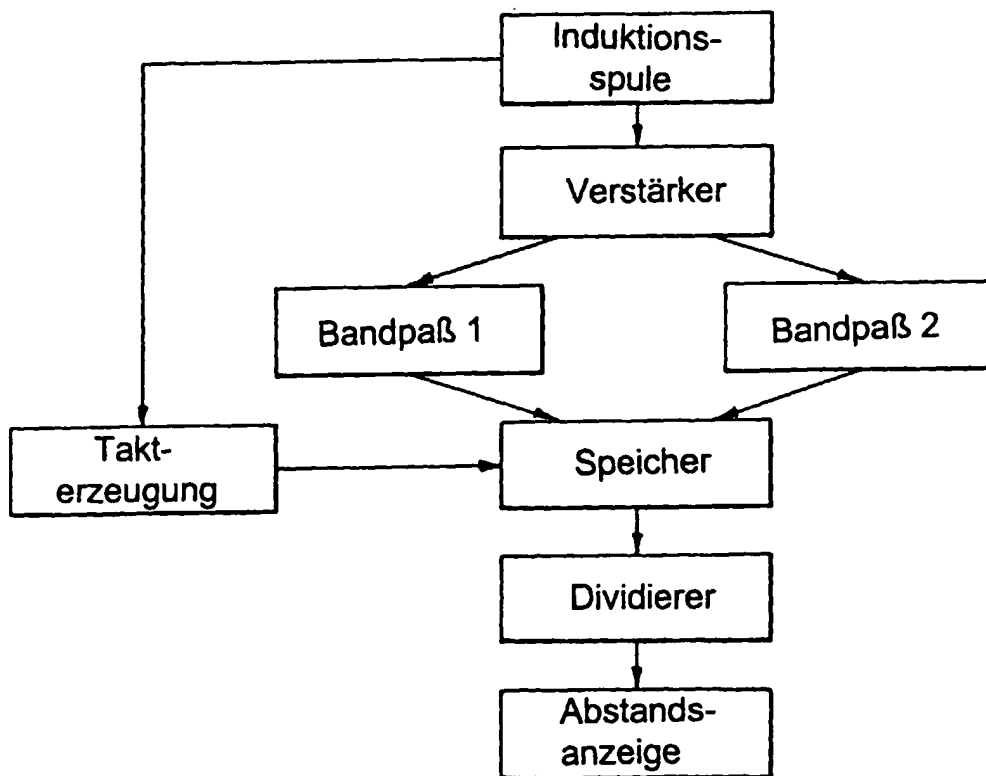 Induktions-
spule
Verstärker
Bandpaß 1
Bandpaß 2
Takt-
erzeugung
Speicher
Dividierer
Abstands-
anzeige